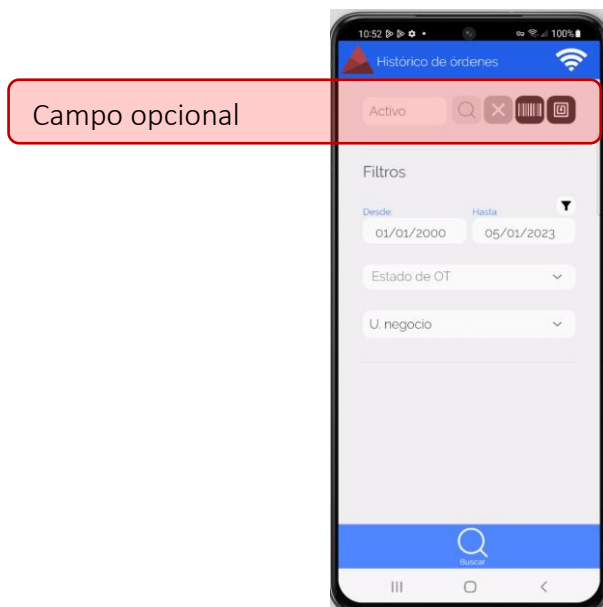 10:52 100%
Histórico de órdenes
Campo opcional
Activo
Filtros
Desde: Hasta
01/01/2000 05/01/2023
Estado de OT
U. negocio
Buscar